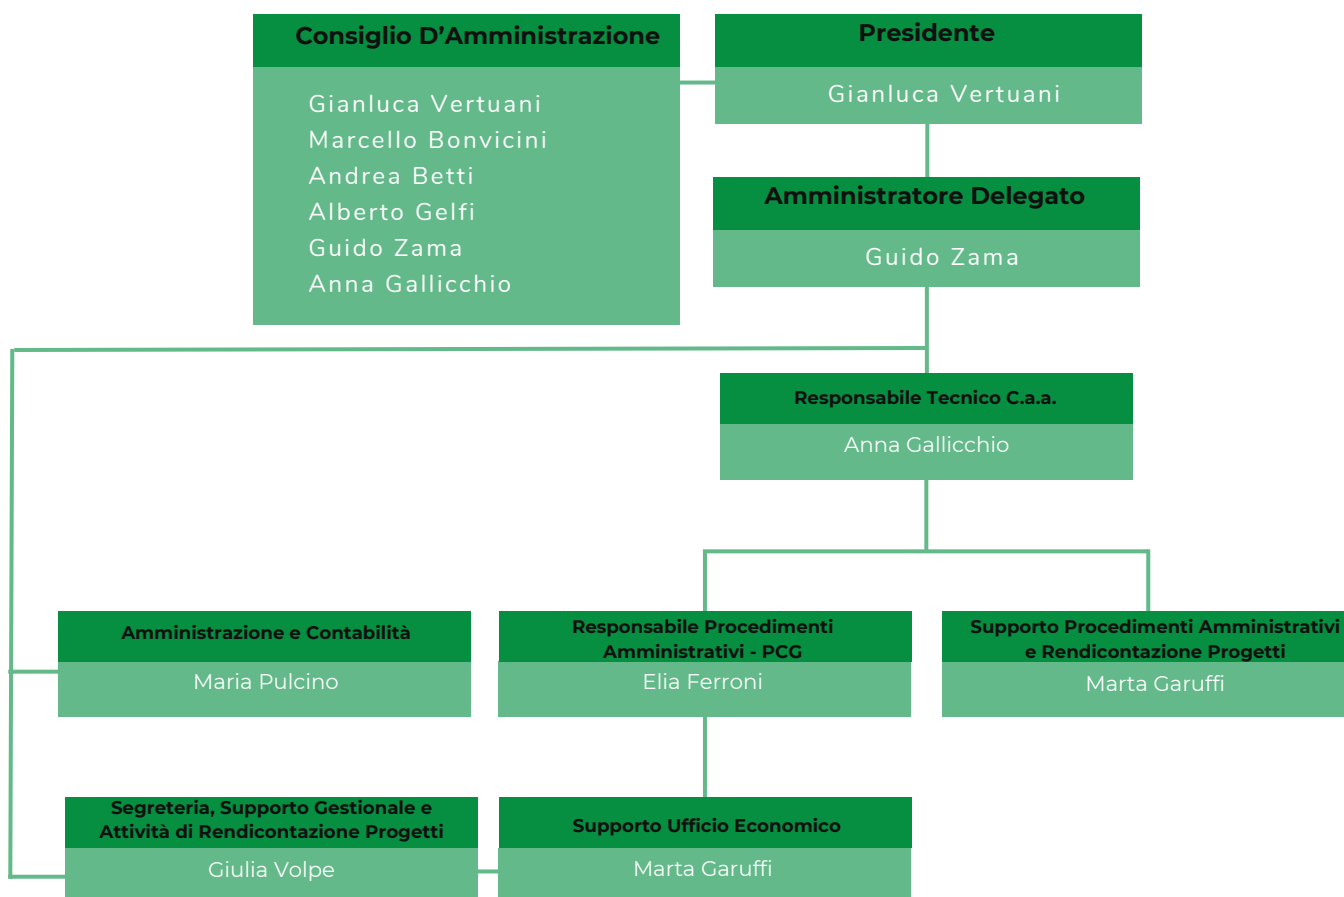 Consiglio D’Amministrazione
Gianluca Vertuani
Marcello Bonvicini
Andrea Betti
Alberto Gelfi
Guido Zama
Anna Gallicchio
Presidente
Gianluca Vertuani
Amministratore Delegato
Guido Zama
Responsabile Tecnico C.a.a.
Anna Gallicchio
Amministrazione e Contabilità
Maria Pulcino
Responsabile Procedimenti
Amministrativi - PCG
Elia Ferroni
Supporto Procedimenti Amministrativi
e Rendicontazione Progetti
Marta Garuffi
Segreteria, Supporto Gestionale e
Attività di Rendicontazione Progetti
Giulia Volpe
Supporto Ufficio Economico
Marta Garuffi